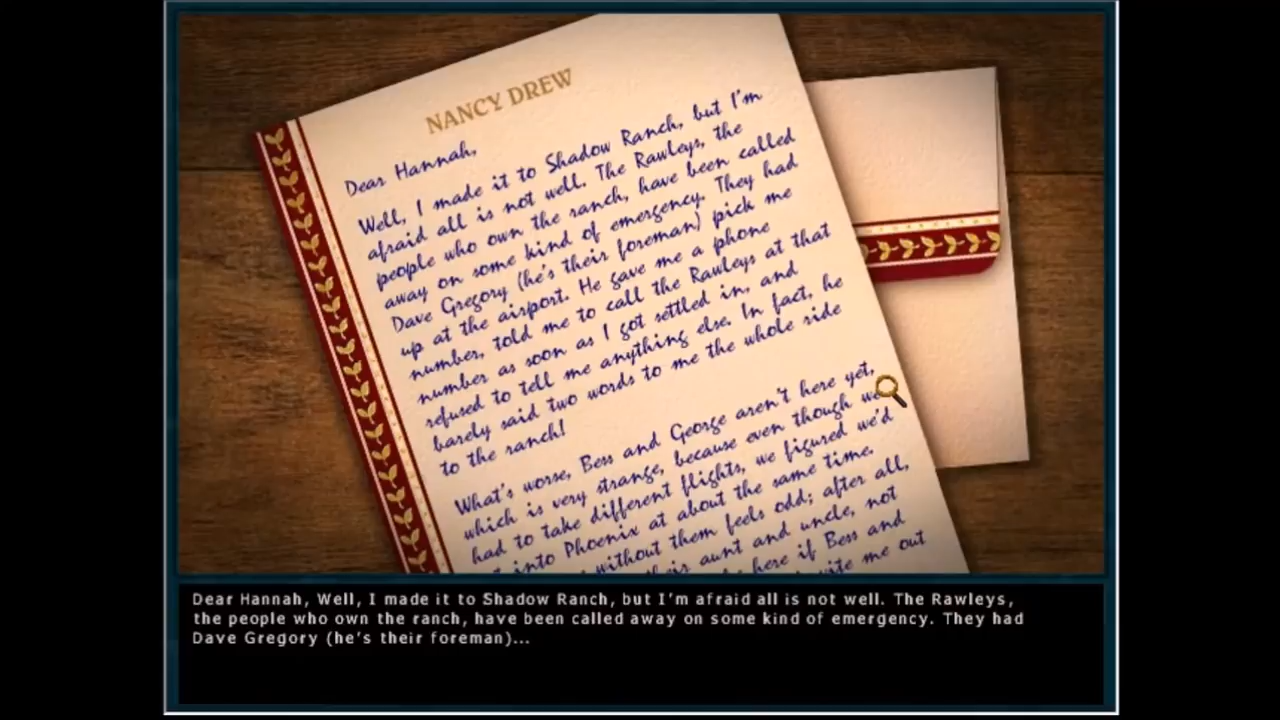 NANCY DREW
Dear Hannah,
Well, I made it to Shadow Ranch, but I'm
afraid all is not well. The Rawleys, the
people who own the ranch, have been called
away on some kind of emergency. They had
Dave Gregory (he's their foreman) pick me
up at the airport. He gave me a phone
number, told me to call the Rawleys at that
number as soon as I got settled in, and
refused to tell me anything else. In fact, he
barely said two words to me the whole ride
to the ranch!
What's worse, Bess and George aren't here yet,
which is very strange, because even though we
had to take different flights, we figured we'd
into Phoenix at about the same time.
without them feels odd; after all,
their aunt and uncle, not
here if Bess and
invite me out
Dear Hannah, Well, I made it to Shadow Ranch, but I'm afraid all is not well. The Rawleys,
the people who own the ranch, have been called away on some kind of emergency. They had
Dave Gregory (he's their foreman)...